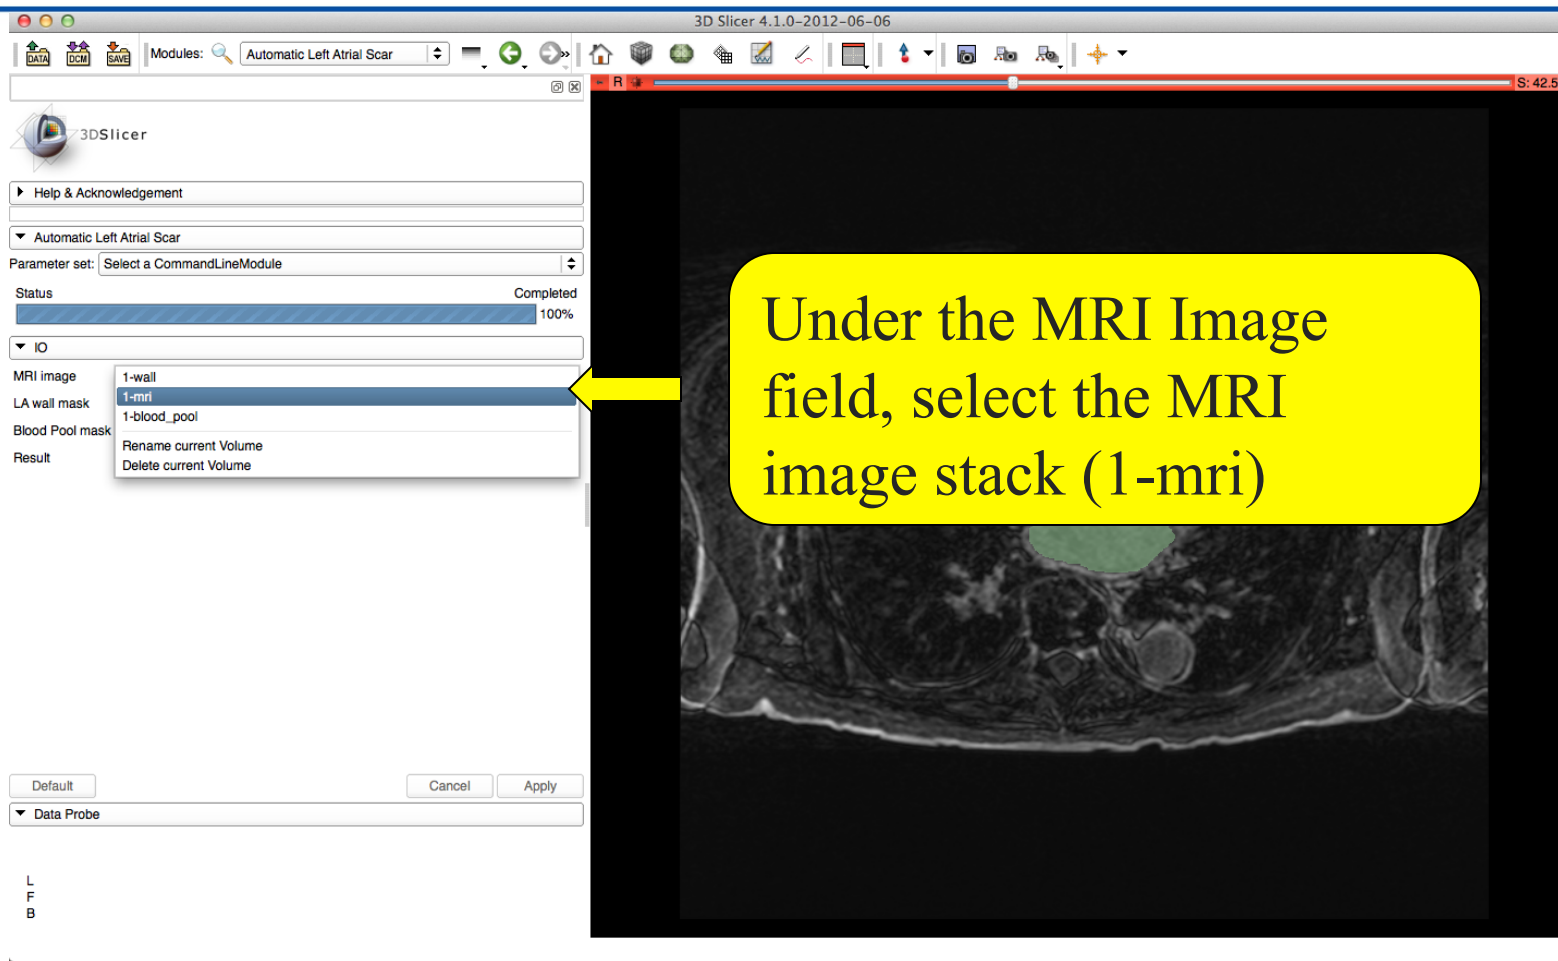 3D Slicer 4.1.0-2012-06-06
DATA DCM SAVE Modules: Automatic Left Atrial Scar
R S: 42.5
3DSlicer
Help & Acknowledgement
Automatic Left Atrial Scar
Parameter set: Select a CommandLineModule
Status Completed
100%
IO
MRI image 1-wall
1-mri
LA wall mask
1-blood_pool
Blood Pool mask
Rename current Volume
Result
Delete current Volume
Under the MRI Image
field, select the MRI
image stack (1-mri)
Default Cancel Apply
Data Probe
L
F
B